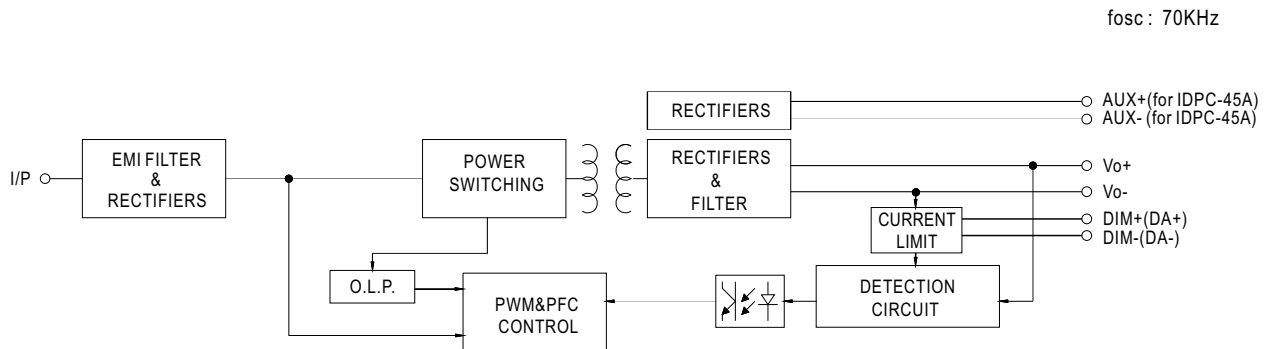 fosc : 70KHz
RECTIFIERS
AUX+(for IDPC-45A)
AUX- (for IDPC-45A)
I/P
EMI FILTER
&
RECTIFIERS
POWER
SWITCHING
RECTIFIERS
&
FILTER
Vo+
Vo-
CURRENT
LIMIT
DIM+(DA+)
DIM-(DA-)
O.L.P.
PWM&PFC
CONTROL
DETECTION
CIRCUIT